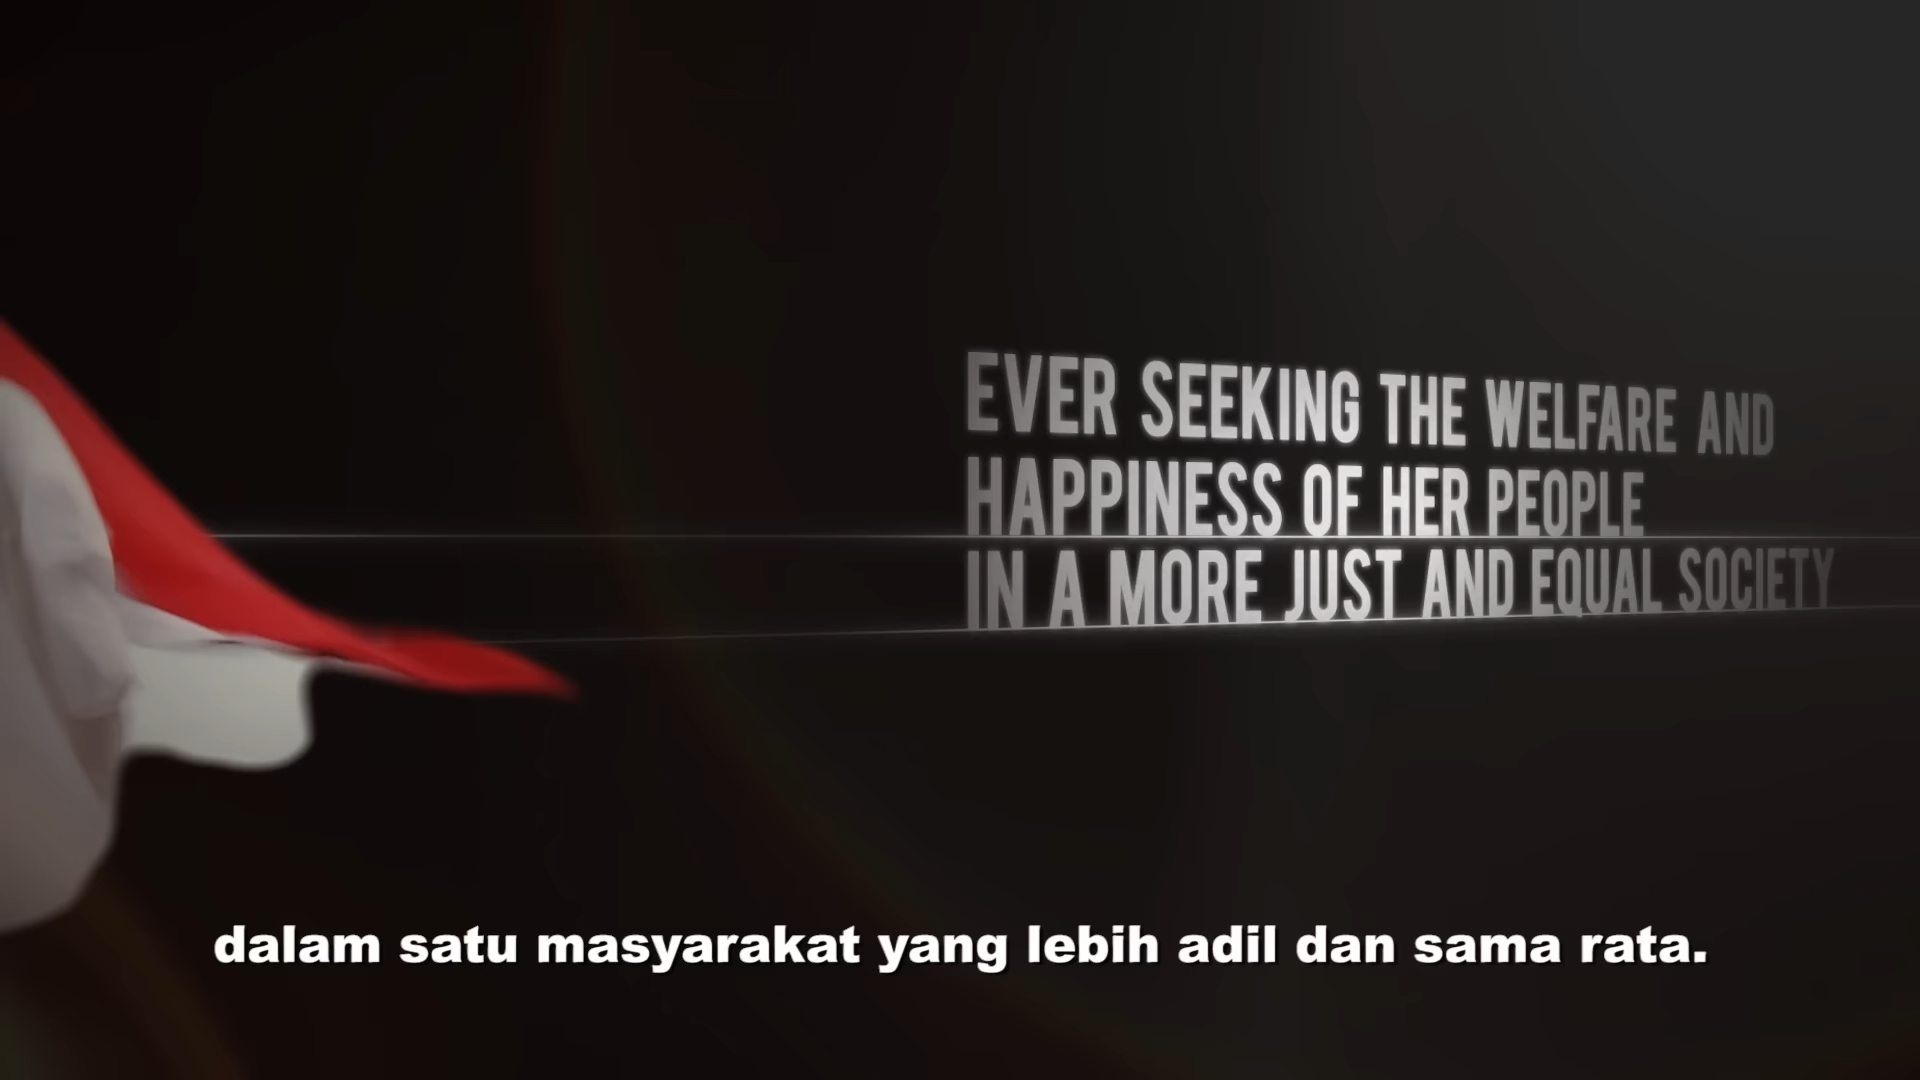 EVER SEEKING THE WELFARE AND
HAPPINESS OF HER PEOPLE
IN A MORE JUST AND EQUAL SOCIETY
dalam satu masyarakat yang lebih adil dan sama rata.